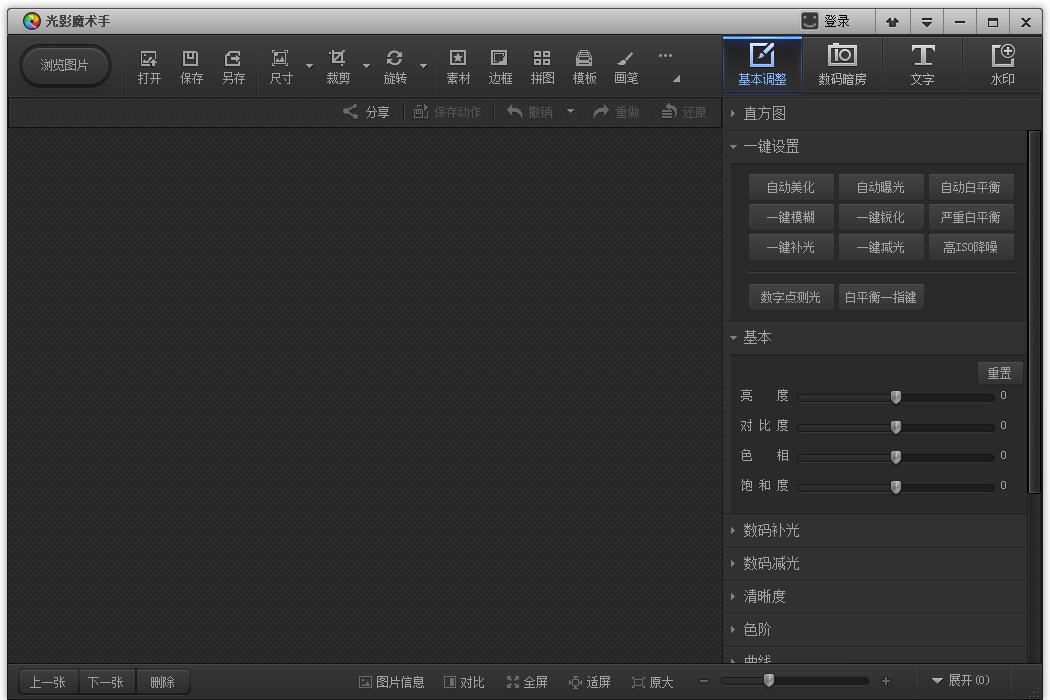 光影魔术手
登录
浏览图片 打开 保存 另存 尺寸 裁剪 旋转 素材 边框 拼图 模板 画笔 ...
基本调整 数码暗房 文字 水印
分享 保存动作 撤销 重做 还原
直方图
一键设置
自动美化 自动曝光 自动白平衡
一键模糊 一键锐化 严重白平衡
一键补光 一键减光 高ISO降噪
数字点测光 白平衡一指键
基本
重置
亮度 0
对比度 0
色相 0
饱和度 0
数码补光
数码减光
清晰度
色阶
曲线
上一张 下一张 删除 图片信息 对比 全屏 适屏 原大 展开(0)